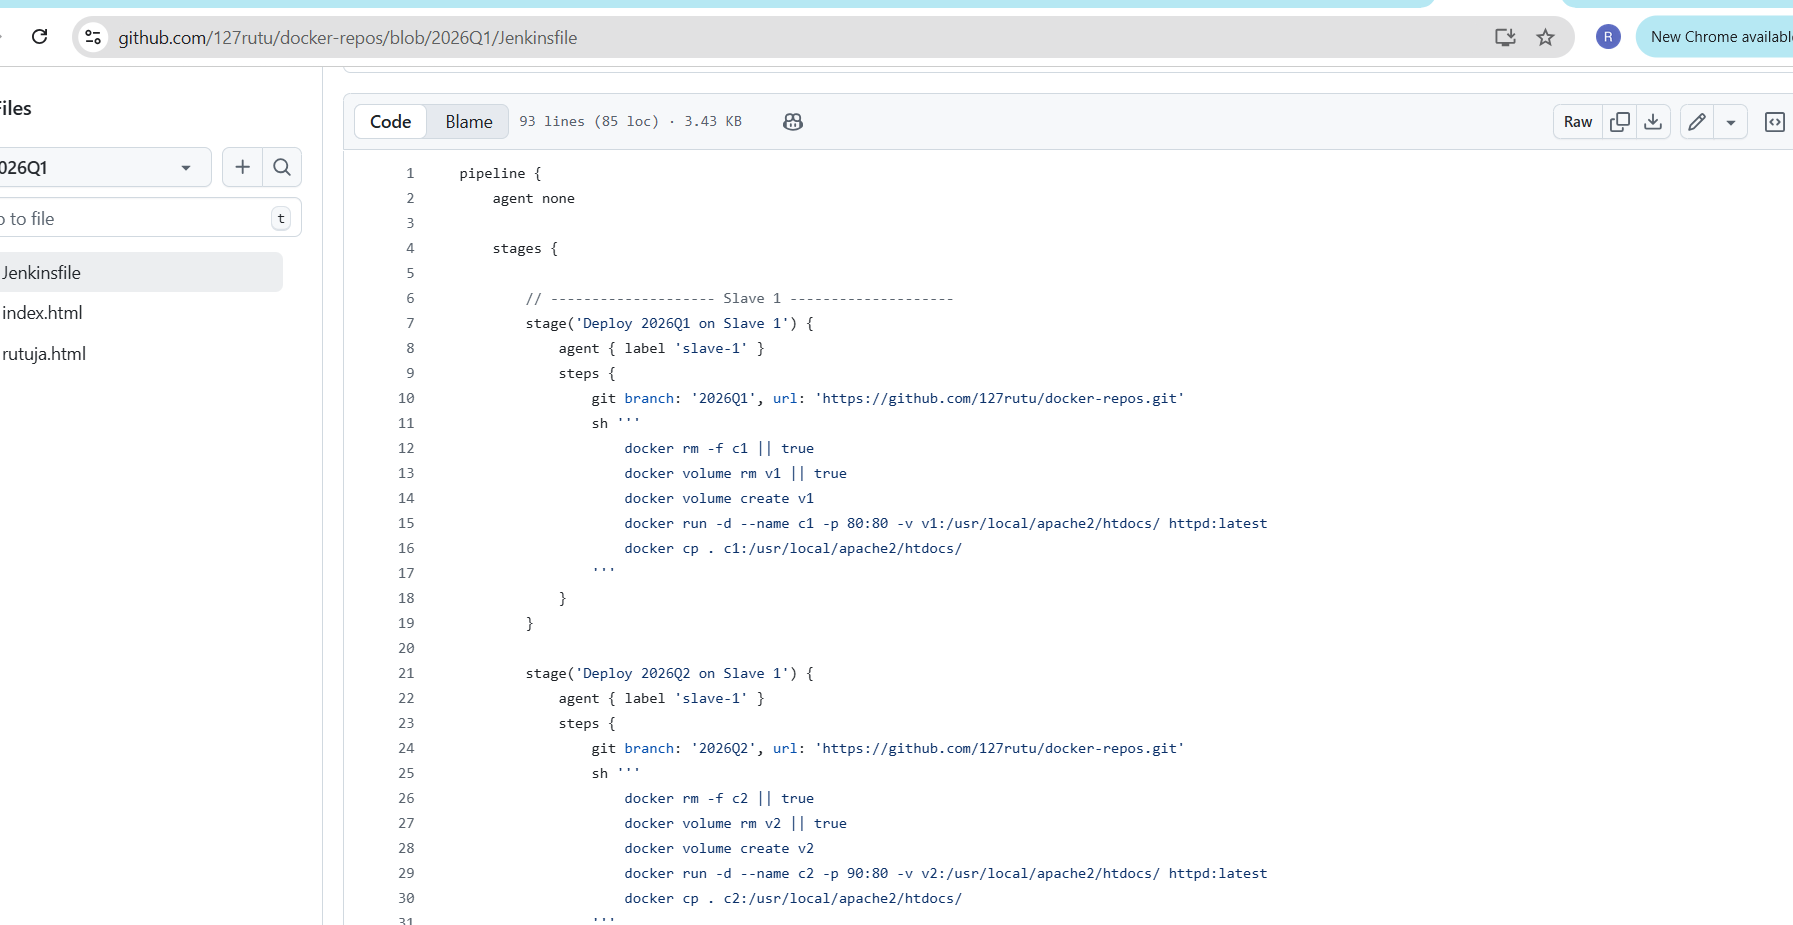 github.com/127rutu/docker-repos/blob/2026Q1/Jenkinsfile
R
New Chrome availabl
Files
026Q1
o to file
t
Jenkinsfile
index.html
rutuja.html
Code Blame 93 lines (85 loc) · 3.43 KB
Raw
1 pipeline {
2     agent none
3
4     stages {
5
6         // -------------------- Slave 1 --------------------
7         stage('Deploy 2026Q1 on Slave 1') {
8             agent { label 'slave-1' }
9             steps {
10                 git branch: '2026Q1', url: 'https://github.com/127rutu/docker-repos.git'
11                 sh '''
12                     docker rm -f c1 || true
13                     docker volume rm v1 || true
14                     docker volume create v1
15                     docker run -d --name c1 -p 80:80 -v v1:/usr/local/apache2/htdocs/ httpd:latest
16                     docker cp . c1:/usr/local/apache2/htdocs/
17                 '''
18             }
19         }
20
21         stage('Deploy 2026Q2 on Slave 1') {
22             agent { label 'slave-1' }
23             steps {
24                 git branch: '2026Q2', url: 'https://github.com/127rutu/docker-repos.git'
25                 sh '''
26                     docker rm -f c2 || true
27                     docker volume rm v2 || true
28                     docker volume create v2
29                     docker run -d --name c2 -p 90:80 -v v2:/usr/local/apache2/htdocs/ httpd:latest
30                     docker cp . c2:/usr/local/apache2/htdocs/
31                 '''